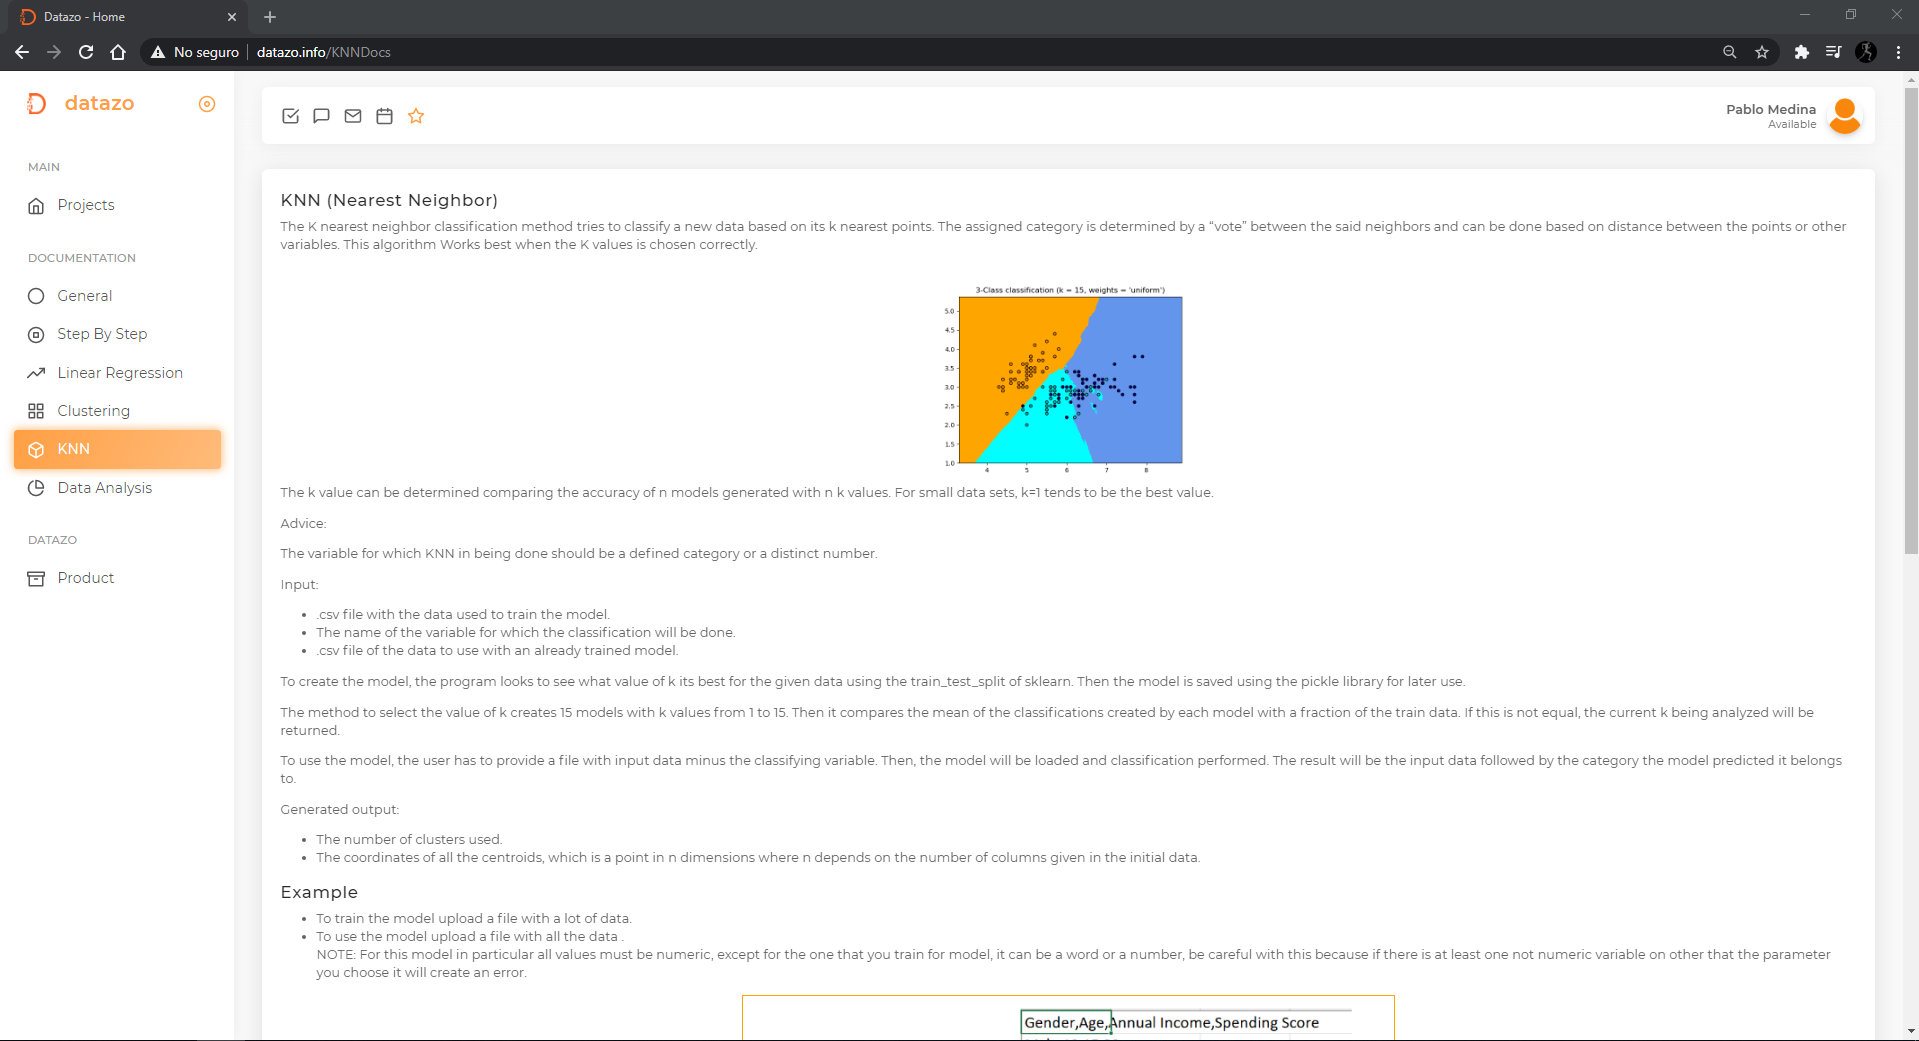 Datazo - Home
No seguro
datazo.info/KNNDocs
datazo
MAIN
Projects
DOCUMENTATION
General
Step By Step
Linear Regression
Clustering
KNN
Data Analysis
DATAZO
Product
Pablo Medina
Available
KNN (Nearest Neighbor)
The K nearest neighbor classification method tries to classify a new data based on its k nearest points. The assigned category is determined by a “vote” between the said neighbors and can be done based on distance between the points or other
variables. This algorithm Works best when the K values is chosen correctly.
3-Class classification (k = 15, weights = 'uniform')
5.0
4.5
4.0
3.5
3.0
2.5
2.0
1.5
1.0
4 5 6 7 8
The k value can be determined comparing the accuracy of n models generated with n k values. For small data sets, k=1 tends to be the best value.
Advice:
The variable for which KNN in being done should be a defined category or a distinct number.
Input:
.csv file with the data used to train the model.
The name of the variable for which the classification will be done.
.csv file of the data to use with an already trained model.
To create the model, the program looks to see what value of k its best for the given data using the train_test_split of sklearn. Then the model is saved using the pickle library for later use.
The method to select the value of k creates 15 models with k values from 1 to 15. Then it compares the mean of the classifications created by each model with a fraction of the train data. If this is not equal, the current k being analyzed will be
returned.
To use the model, the user has to provide a file with input data minus the classifying variable. Then, the model will be loaded and classification performed. The result will be the input data followed by the category the model predicted it belongs
to.
Generated output:
The number of clusters used.
The coordinates of all the centroids, which is a point in n dimensions where n depends on the number of columns given in the initial data.
Example
To train the model upload a file with a lot of data.
To use the model upload a file with all the data .
NOTE: For this model in particular all values must be numeric, except for the one that you train for model, it can be a word or a number, be careful with this because if there is at least one not numeric variable on other that the parameter
you choose it will create an error.
Gender,Age,Annual Income,Spending Score